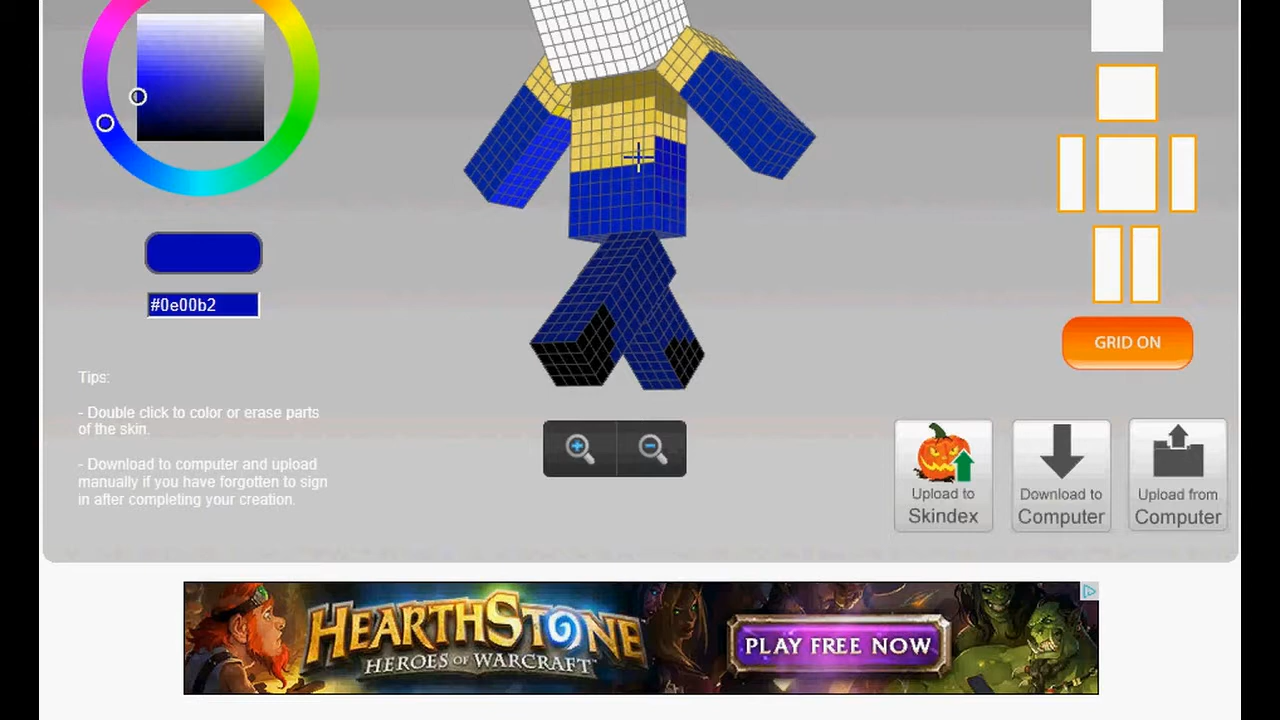 #0e00b2
Tips:
- Double click to color or erase parts
of the skin.
- Download to computer and upload
manually if you have forgotten to sign
in after completing your creation.
GRID ON
Upload to
Skindex
Download to
Computer
Upload from
Computer
HEARTHSTONE
HEROES OF WARCRAFT™
PLAY FREE NOW